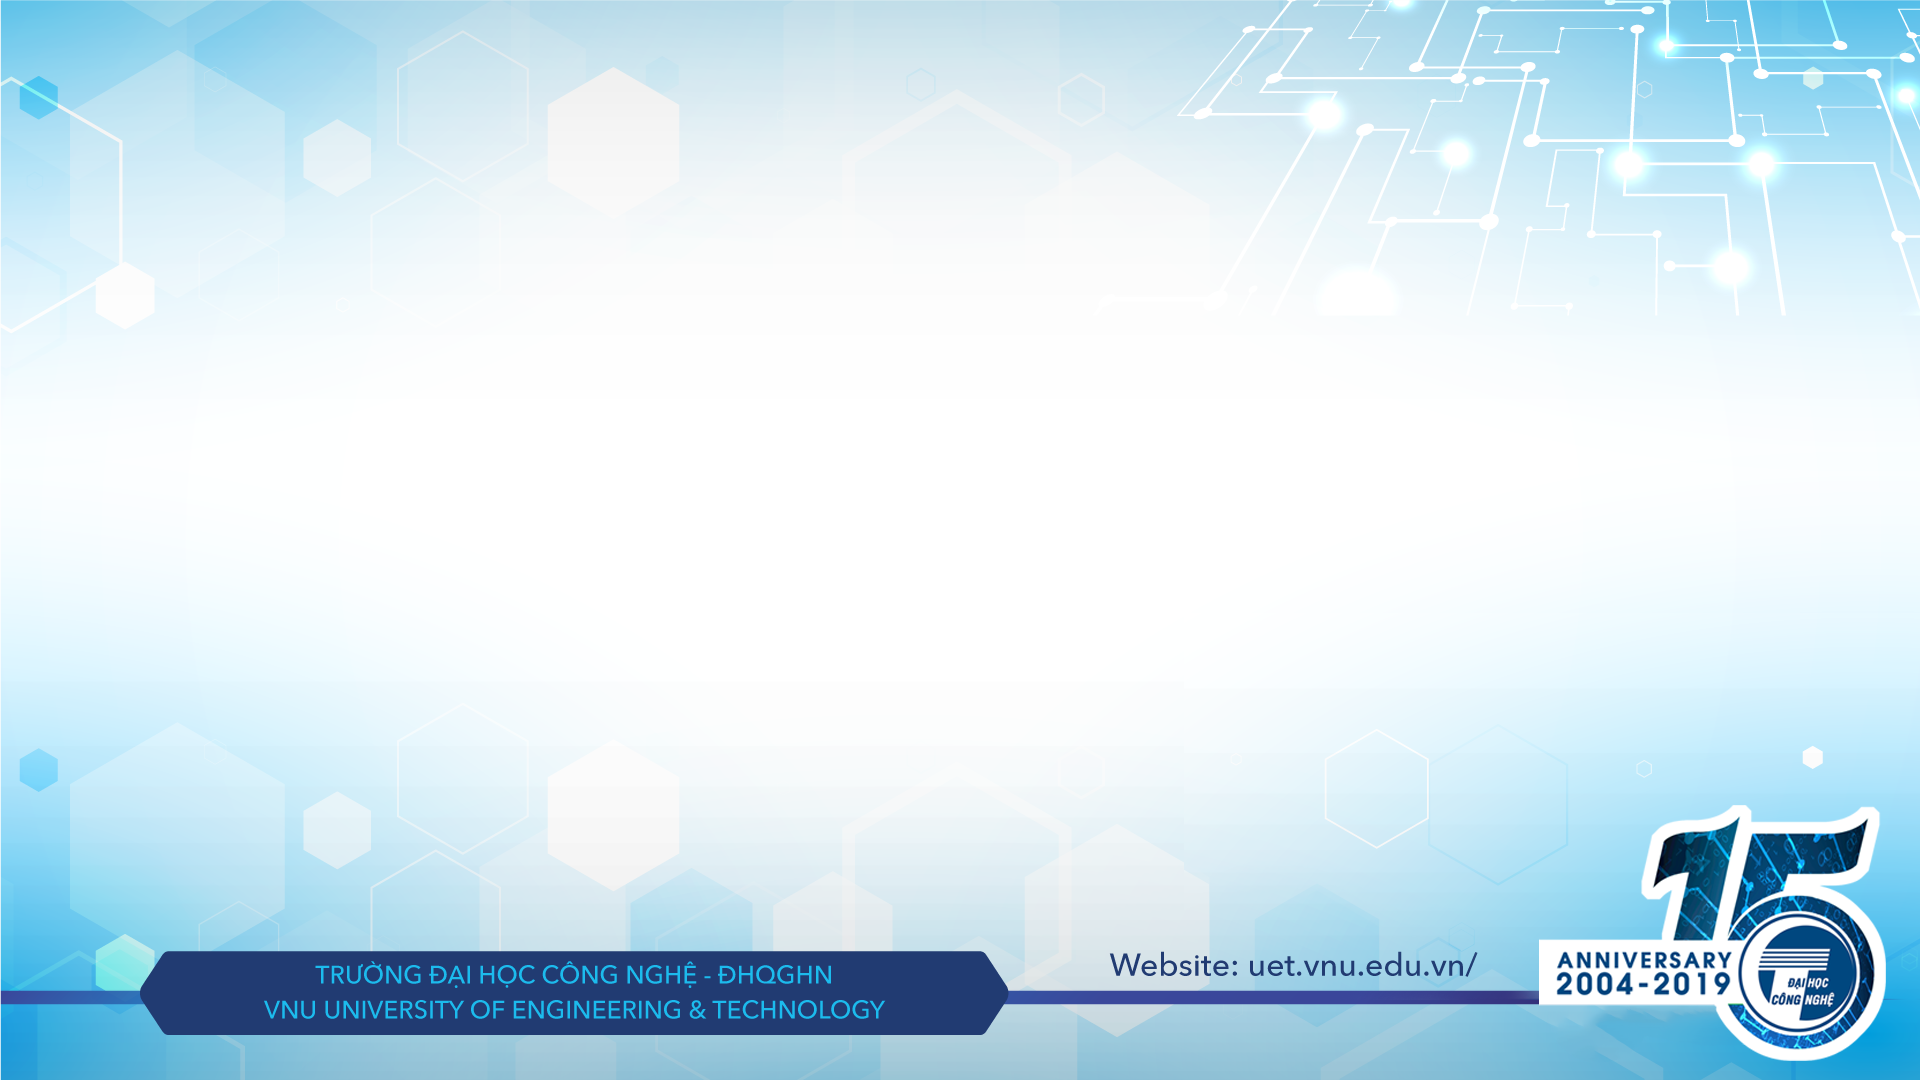 TRƯỜNG ĐẠI HỌC CÔNG NGHỆ - ĐHQGHN
VNU UNIVERSITY OF ENGINEERING & TECHNOLOGY
Website: uet.vnu.edu.vn/
15
ANNIVERSARY
2004-2019
ĐẠI HỌC
CÔNG NGHỆ